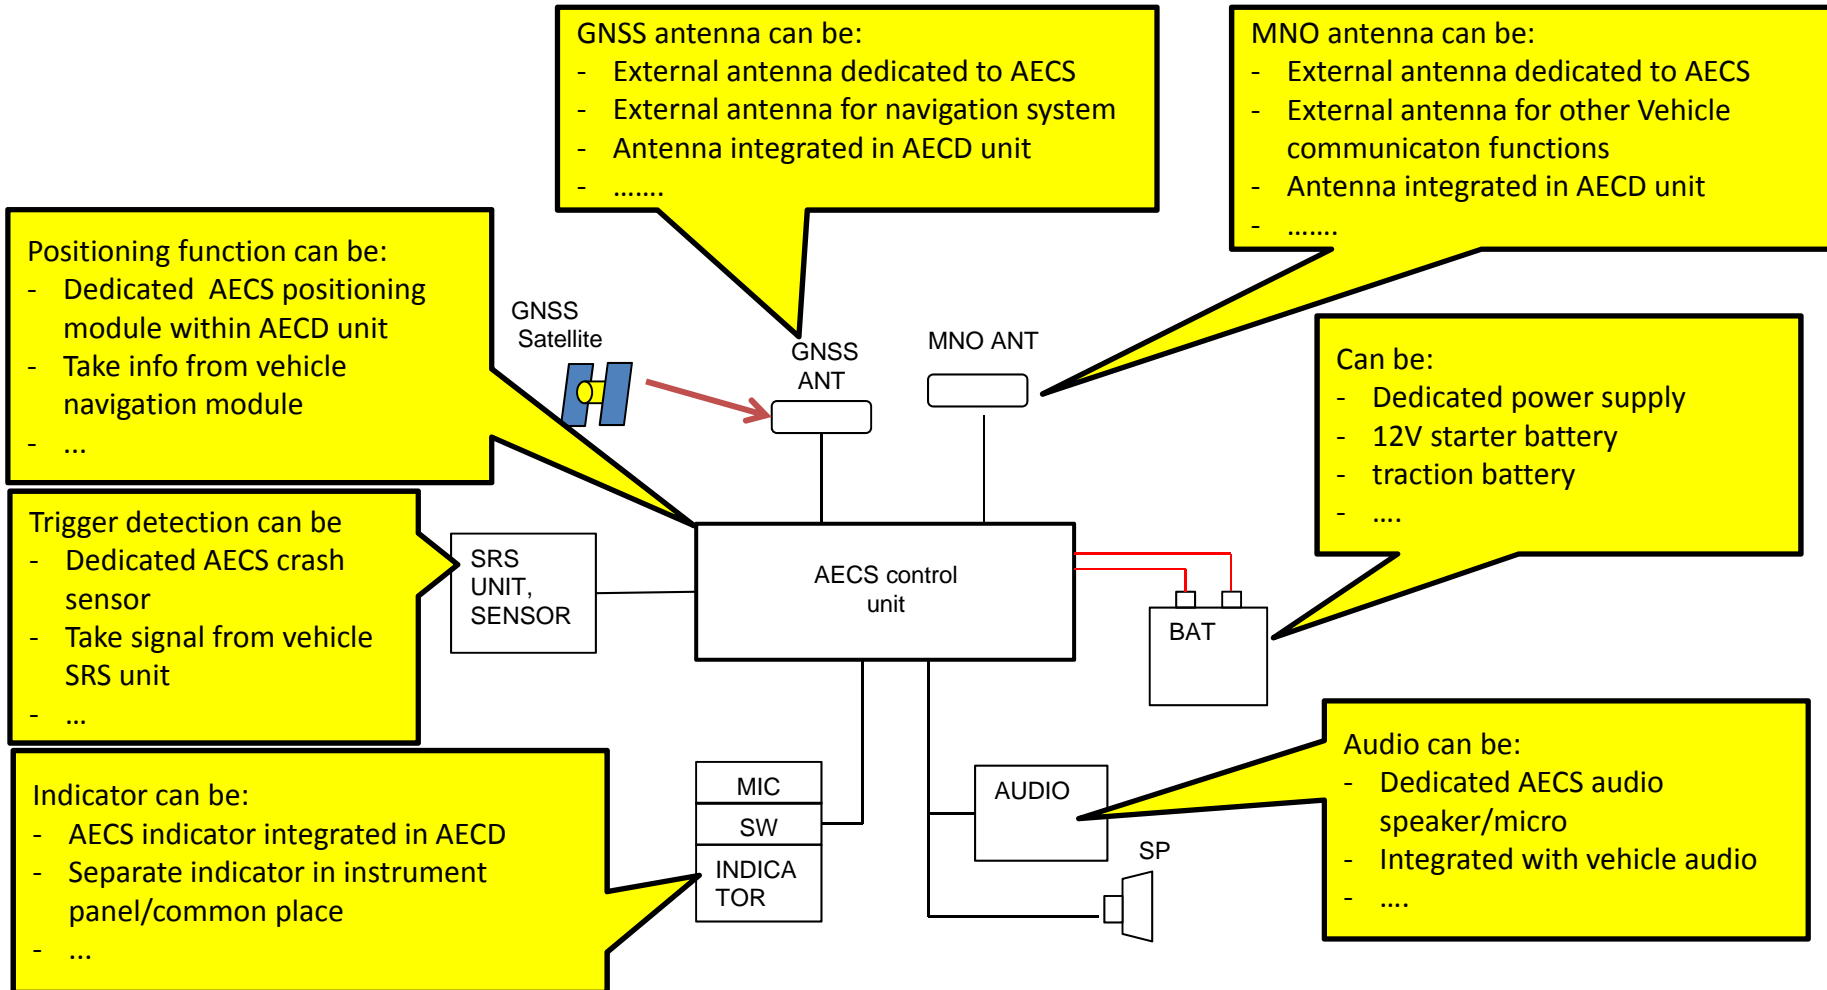 GNSS antenna can be:
- External antenna dedicated to AECS
- External antenna for navigation system
- Antenna integrated in AECD unit
- .......
MNO antenna can be:
- External antenna dedicated to AECS
- External antenna for other Vehicle
communicaton functions
- Antenna integrated in AECD unit
- .......
Positioning function can be:
- Dedicated AECS positioning
module within AECD unit
- Take info from vehicle
navigation module
- ...
GNSS
Satellite
GNSS
ANT
MNO ANT
Can be:
- Dedicated power supply
- 12V starter battery
- traction battery
- ....
Trigger detection can be
- Dedicated AECS crash
sensor
- Take signal from vehicle
SRS unit
- ...
SRS
UNIT,
SENSOR
AECS control
unit
BAT
Indicator can be:
- AECS indicator integrated in AECD
- Separate indicator in instrument
panel/common place
- ...
MIC
SW
INDICA
TOR
AUDIO
SP
Audio can be:
- Dedicated AECS audio
speaker/micro
- Integrated with vehicle audio
- ....